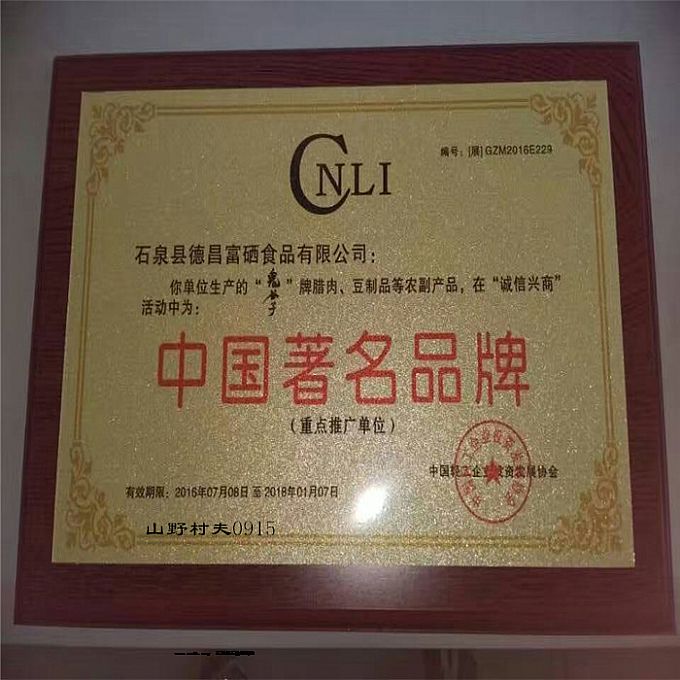 CNLI
编号：[展] GZM2016E229
石泉县德昌富硒食品有限公司：
你单位生产的“鬼谷子”牌腊肉、豆制品等农副产品，在“诚信兴商”
活动中为：
中国著名品牌
（重点推广单位）
中国轻工企业投资发展协会
有效期限：2016年07月08日 至 2018年01月07日
山野村夫0915